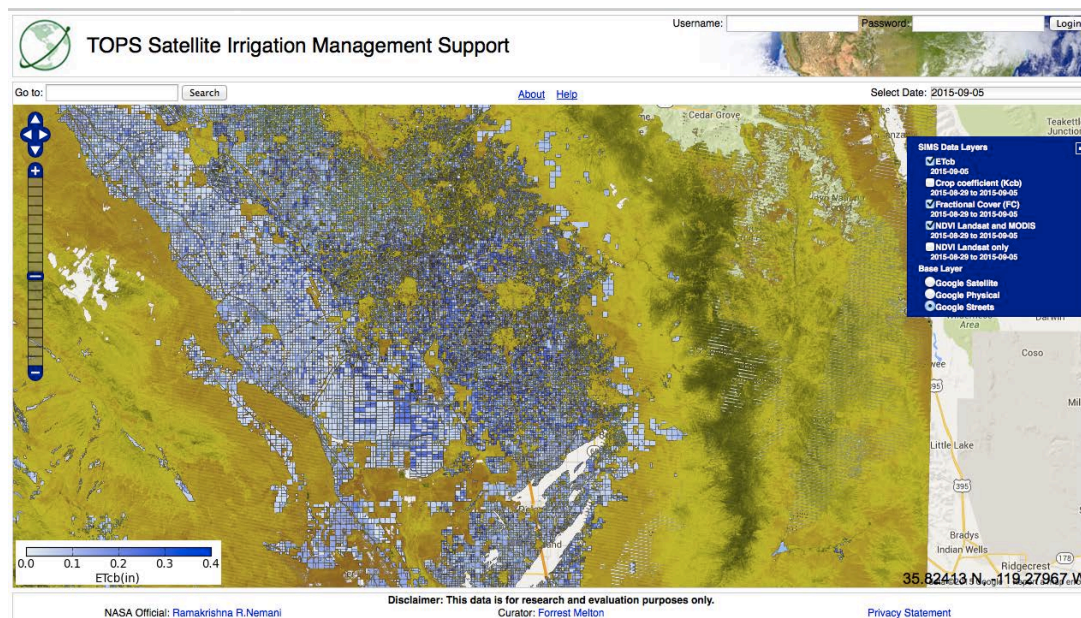 Username:
Password:
Login
TOPS Satellite Irrigation Management Support
Go to:
Search
About Help
Select Date: 2015-09-05
Cedar Grove
Teakettle
Junction
SIMS Data Layers
ETcb
2015-09-05
Crop coefficient (Kcb)
2015-08-29 to 2015-09-05
Fractional Cover (FC)
2015-08-29 to 2015-09-05
NDVI Landsat and MODIS
2015-08-29 to 2015-09-05
NDVI Landsat only
2015-08-29 to 2015-09-05
Base Layer
Google Satellite
Google Physical
Google Streets
Area
Darwin
Coso
395
Little Lake
395
Bradys
Indian Wells
178
Ridgecrest
0.0 0.1 0.2 0.3 0.4
ETcb(in)
35.82413 N, -119.27967 W
Disclaimer: This data is for research and evaluation purposes only.
NASA Official: Ramakrishna R.Nemani
Curator: Forrest Melton
Privacy Statement